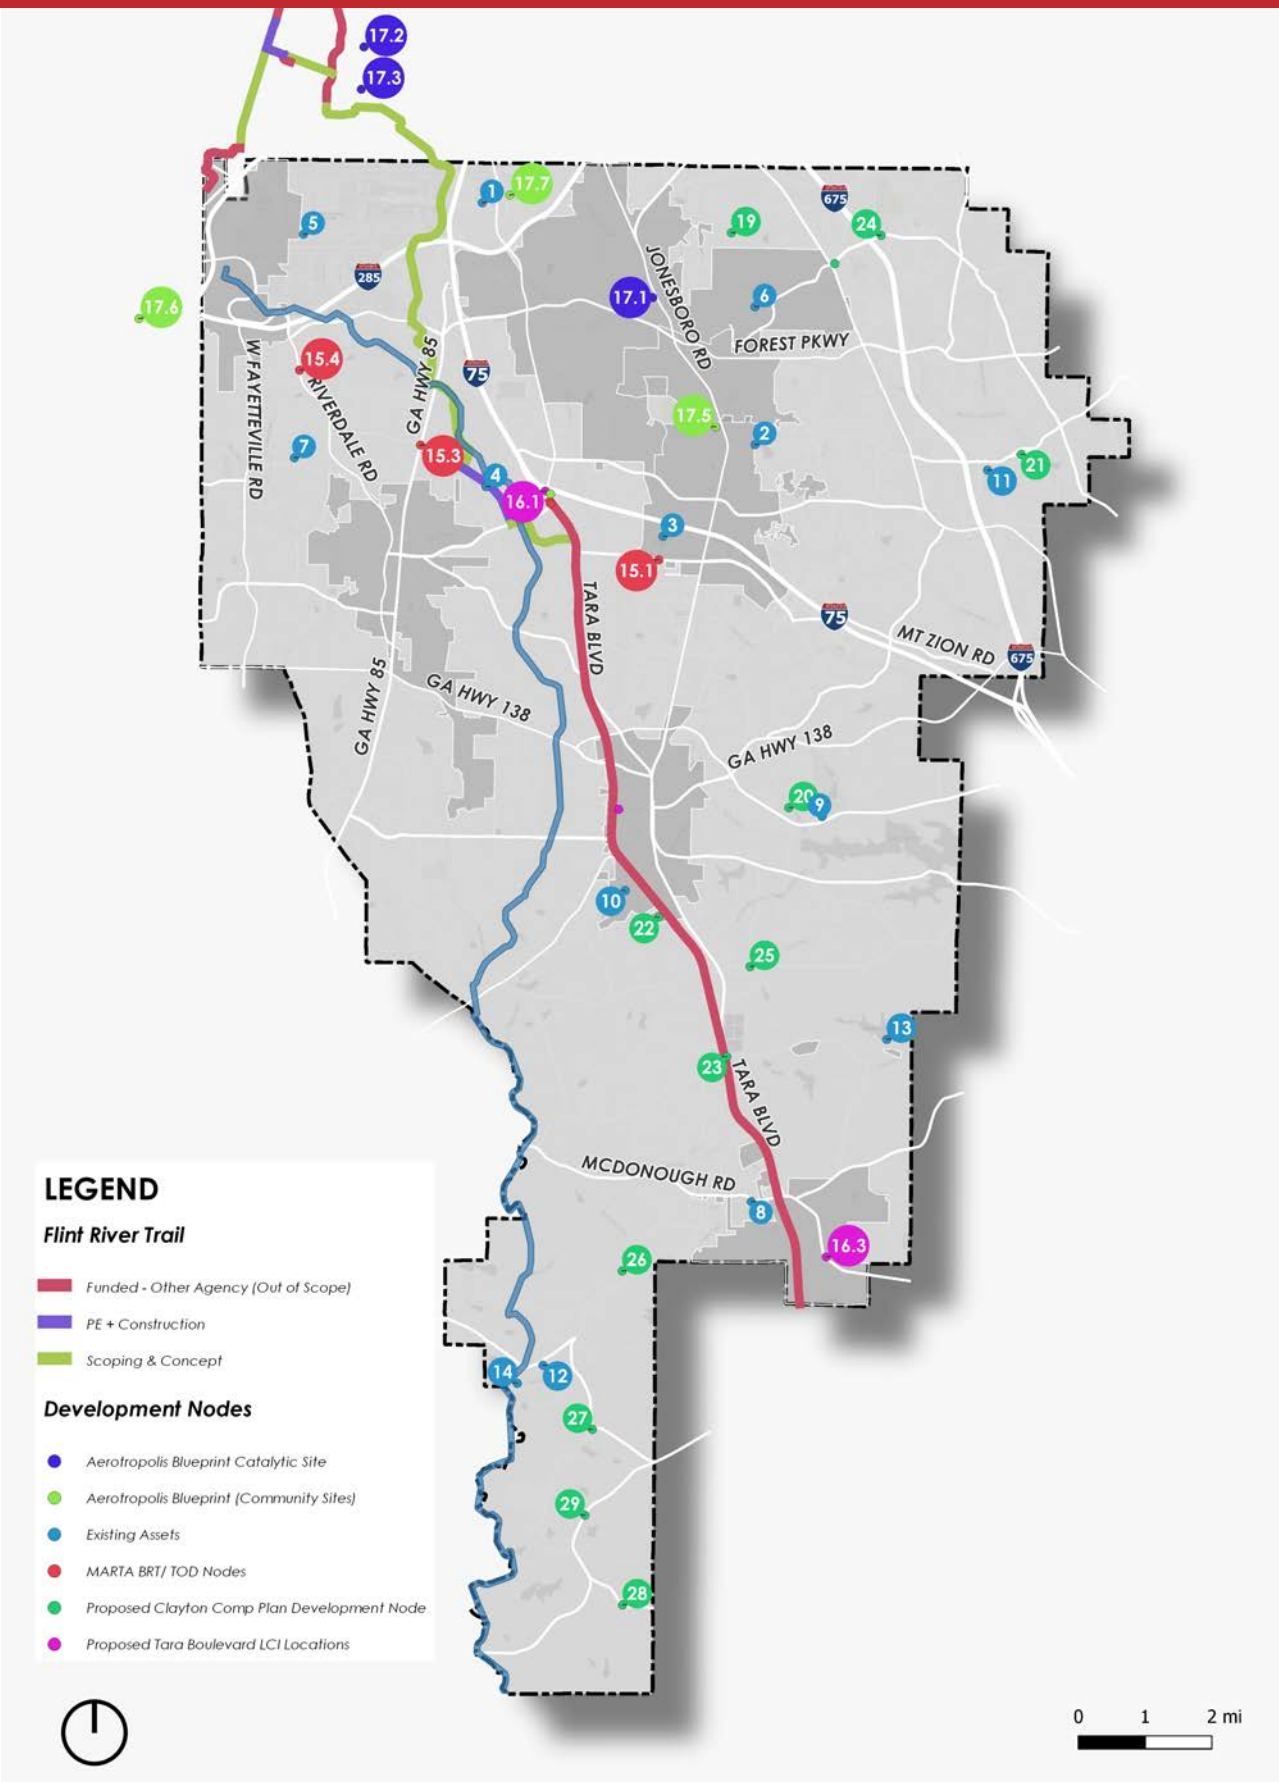 17.2
17.3
1
17.7
675
19
24
5
285
17.6
17.1
6
JONESBORO RD
FOREST PKWY
15.4
W FAYETTEVILLE RD
RIVERDALE RD
GA HWY 85
75
17.5
2
7
15.3
4
16.1
21
11
3
15.1
TARA BLVD
75
MT ZION RD
675
GA HWY 85
GA HWY 138
GA HWY 138
20
9
10
22
25
13
23
TARA BLVD
MCDONOUGH RD
8
16.3
26
14
12
27
29
28
LEGEND
Flint River Trail
Funded - Other Agency (Out of Scope)
PE + Construction
Scoping & Concept
Development Nodes
Aerotropolis Blueprint Catalytic Site
Aerotropolis Blueprint (Community Sites)
Existing Assets
MARTA BRT/ TOD Nodes
Proposed Clayton Comp Plan Development Node
Proposed Tara Boulevard LCI Locations
0 1 2 mi